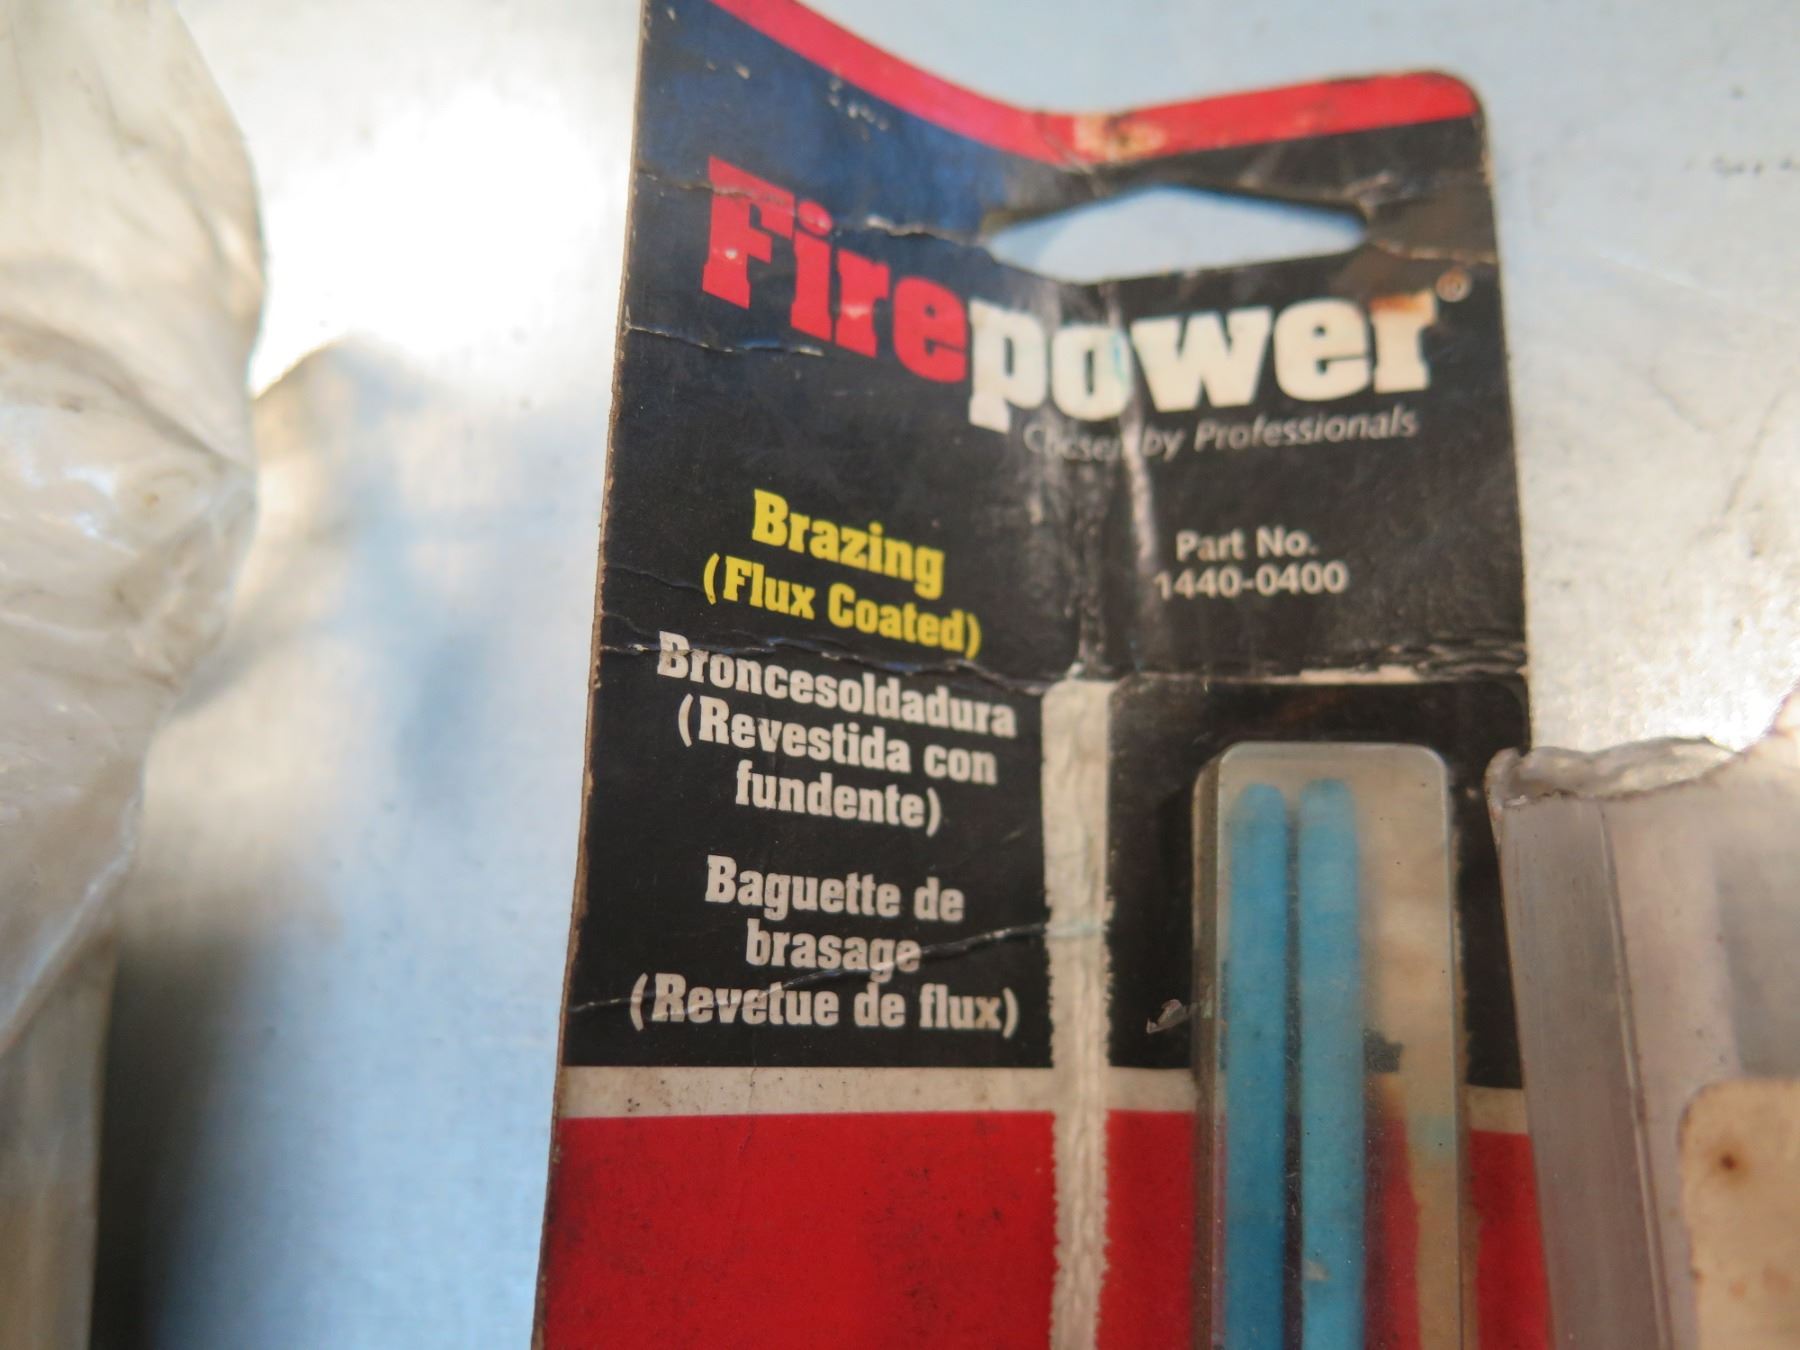 Firepower®
Chosen by Professionals
Brazing
(Flux Coated)
Part No.
1440-0400
Broncesoldadura
(Revestida con
fundente)
Baguette de
brasage
(Revetue de flux)